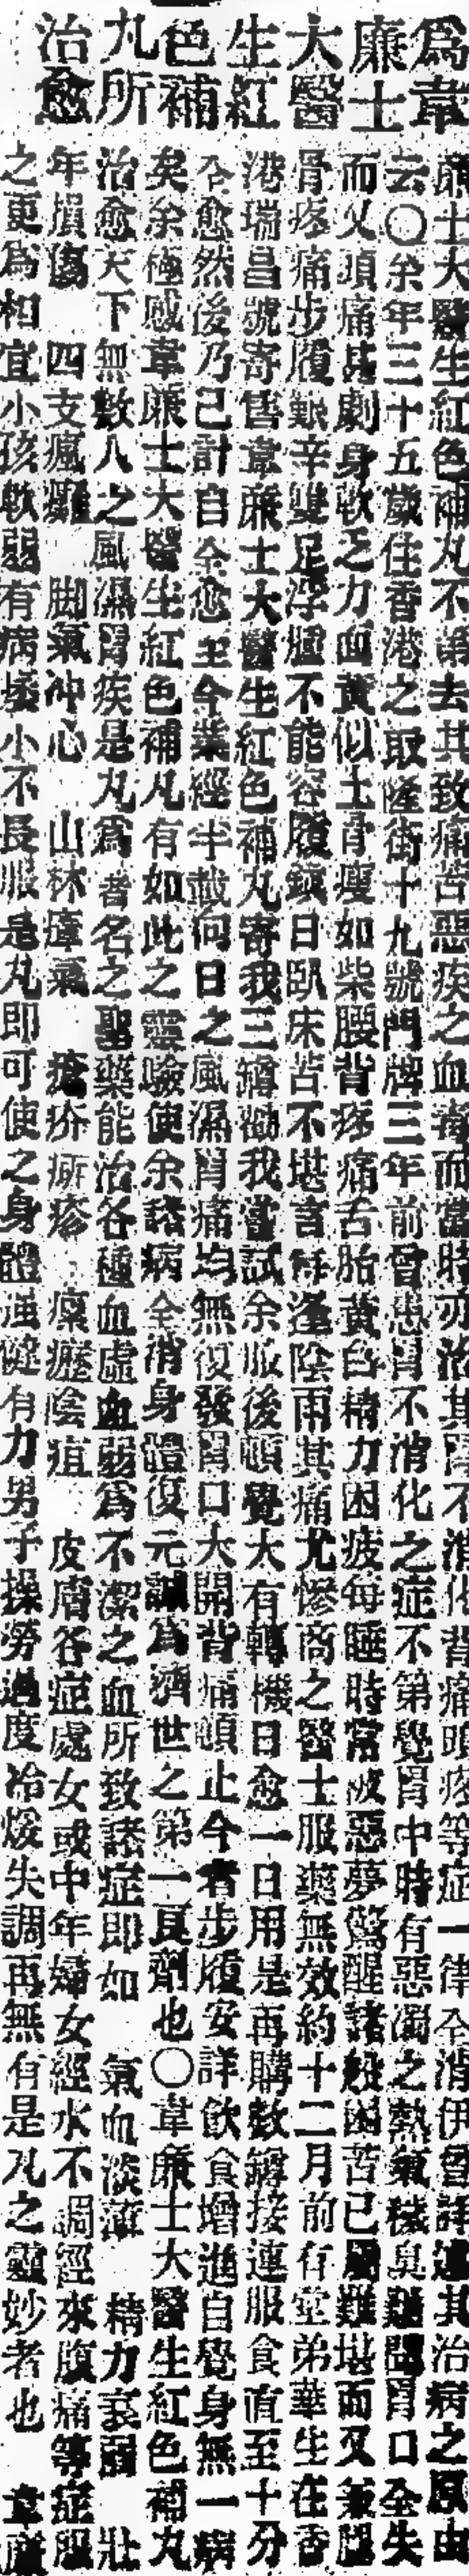 爲韋
廉士
大醫
生紅
色補
丸所
治愈
廉士大醫生紅色補丸不第去其致痛苦惡疾之血毒而當時亦治其胃不消化背痛頭疼等症一律全消伊曾詳述其治病之原由
云〇余年三十五歲住香港之取隆街十九號門牌三年前曾患胃不消化之症不第覺胃中時有惡濁之熱氣穢臭難聞胃口全失
而又頭痛甚劇身軟乏力面黃似土骨瘦如柴腰背疼痛舌胎黃白精力困疲每睡時常被惡夢驚醒諸般困苦已屬難堪而又兼腿
骨疼痛步履艱辛雙足浮腫不能容履鎮日臥床苦不堪言每逢陰雨其痛尤慘商之醫士服藥無效約十二月前有堂弟華生在香
港瑞昌號寄售韋廉士大醫生紅色補丸寄我三罇勸我嘗試余服後頓覺大有轉機日愈一日用是再購數罇接連服食直至十分
全愈然後乃已計自全愈至今業經半載向日之風濕骨痛均無復發胃口大開背痛頓止今者步履安詳飲食增進自覺身無一病
矣余極感韋廉士大醫生紅色補丸有如此之靈驗使余諸病全消身體復元誠爲濟世之第一良劑也〇韋廉士大醫生紅色補丸
治愈天下無數人之風濕骨疾是丸爲著名之聖藥能治各種血虛血弱爲不潔之血所致諸症卽如 氣血淡薄 精力衰弱 壯
年損傷 四支瘋癱 脚氣冲心 山林瘴氣 瘡疥癬疹 瘰癧陰疽 皮膚各症處女或中年婦女經水不調經來腹痛等症服
之更爲相宜小孩軟弱有病矮小不長服是丸即可使之身體强健有力男子操勞過度冷煖失調再無有是丸之靈妙者也 韋廉